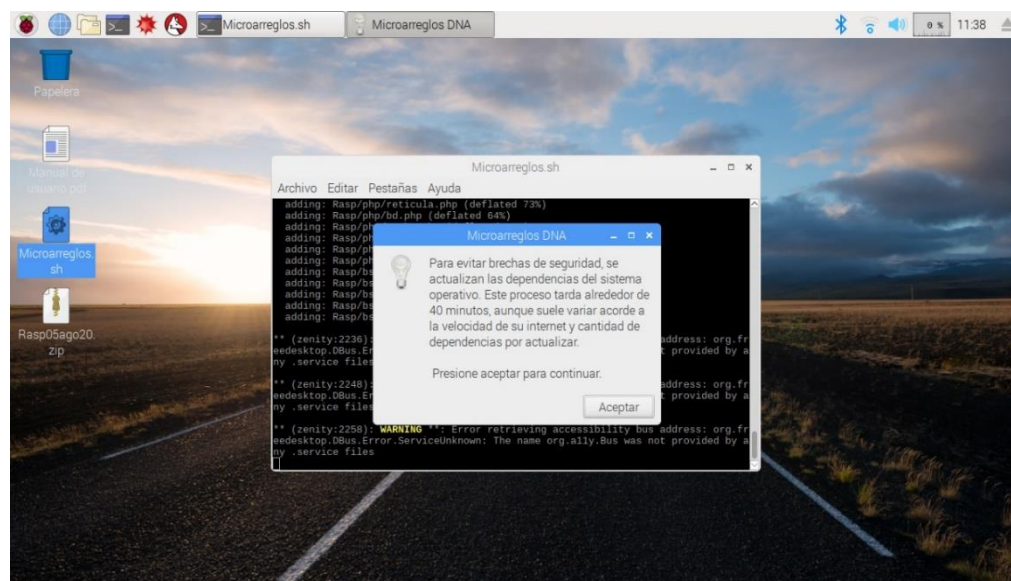 Microarreglos.sh
Microarreglos DNA
0 %
11:38
Papelera
Manual de
usuario.pdf
Microarreglos.
sh
Rasp05ago20.
zip
Microarreglos.sh
Archivo Editar Pestañas Ayuda
adding: Rasp/php/reticula.php (deflated 73%)
adding: Rasp/php/bd.php (deflated 64%)
adding: Rasp/ph
adding: Rasp/ph
adding: Rasp/ph
adding: Rasp/bs
adding: Rasp/bs
adding: Rasp/bs
adding: Rasp/bs
adding: Rasp/bs
** (zenity:2236): address: org.fr
eedesktop.DBus.Er t provided by a
ny .service files
** (zenity:2248): address: org.fr
eedesktop.DBus.Er t provided by a
ny .service files
** (zenity:2258): WARNING **: Error retrieving accessibility bus address: org.fr
eedesktop.DBus.Error.ServiceUnknown: The name org.a11y.Bus was not provided by a
ny .service files
Microarreglos DNA
Para evitar brechas de seguridad, se
actualizan las dependencias del sistema
operativo. Este proceso tarda alrededor de
40 minutos, aunque suele variar acorde a
la velocidad de su internet y cantidad de
dependencias por actualizar.
Presione aceptar para continuar.
Aceptar